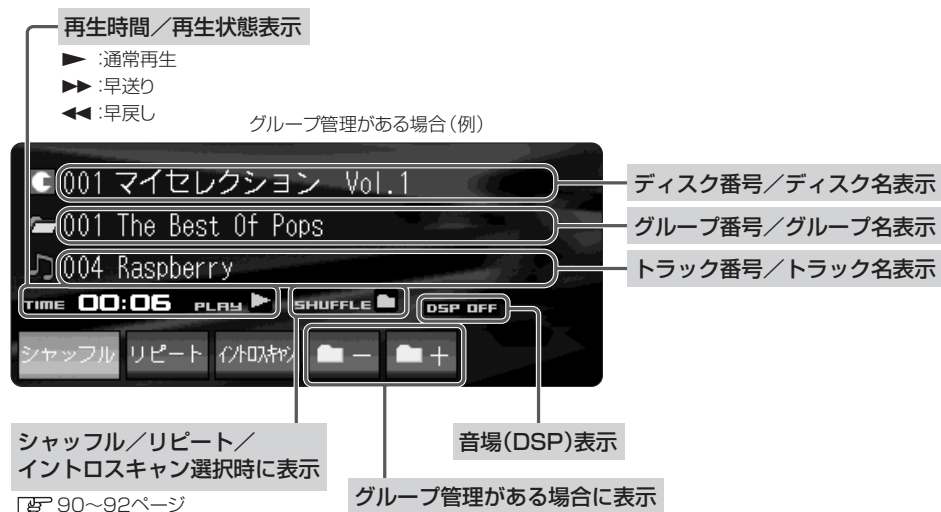 再生時間／再生状態表示
▶ :通常再生
▶▶ :早送り
◀◀ :早戻し
グループ管理がある場合(例)
001 マイセレクション Vol.1
ディスク番号／ディスク名表示
001 The Best Of Pops
グループ番号／グループ名表示
004 Raspberry
トラック番号／トラック名表示
TIME 00:06 PLAY ▶ SHUFFLE DSP OFF
シャッフル リピート イントロスキャン － ＋
シャッフル／リピート／
イントロスキャン選択時に表示
音場(DSP)表示
90～92ページ
グループ管理がある場合に表示